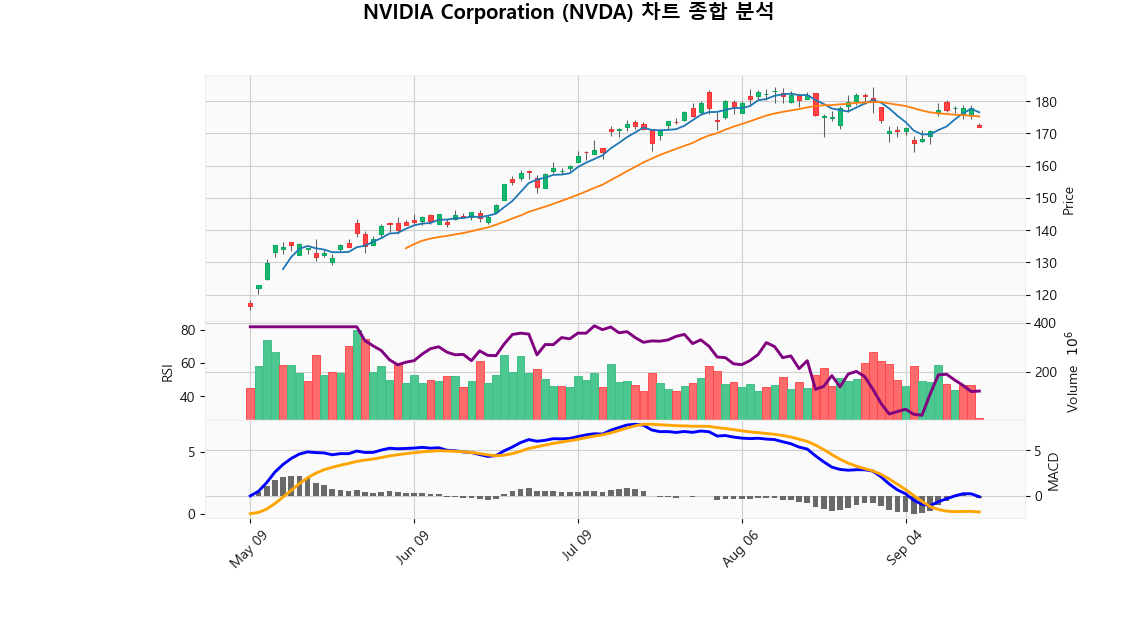 NVIDIA Corporation (NVDA) 차트 종합 분석
180
170
160
150
140
130
120
Price
80
60
40
RSI
400
200
Volume 10⁶
5
0
5
0
MACD
May 09
Jun 09
Jul 09
Aug 06
Sep 04